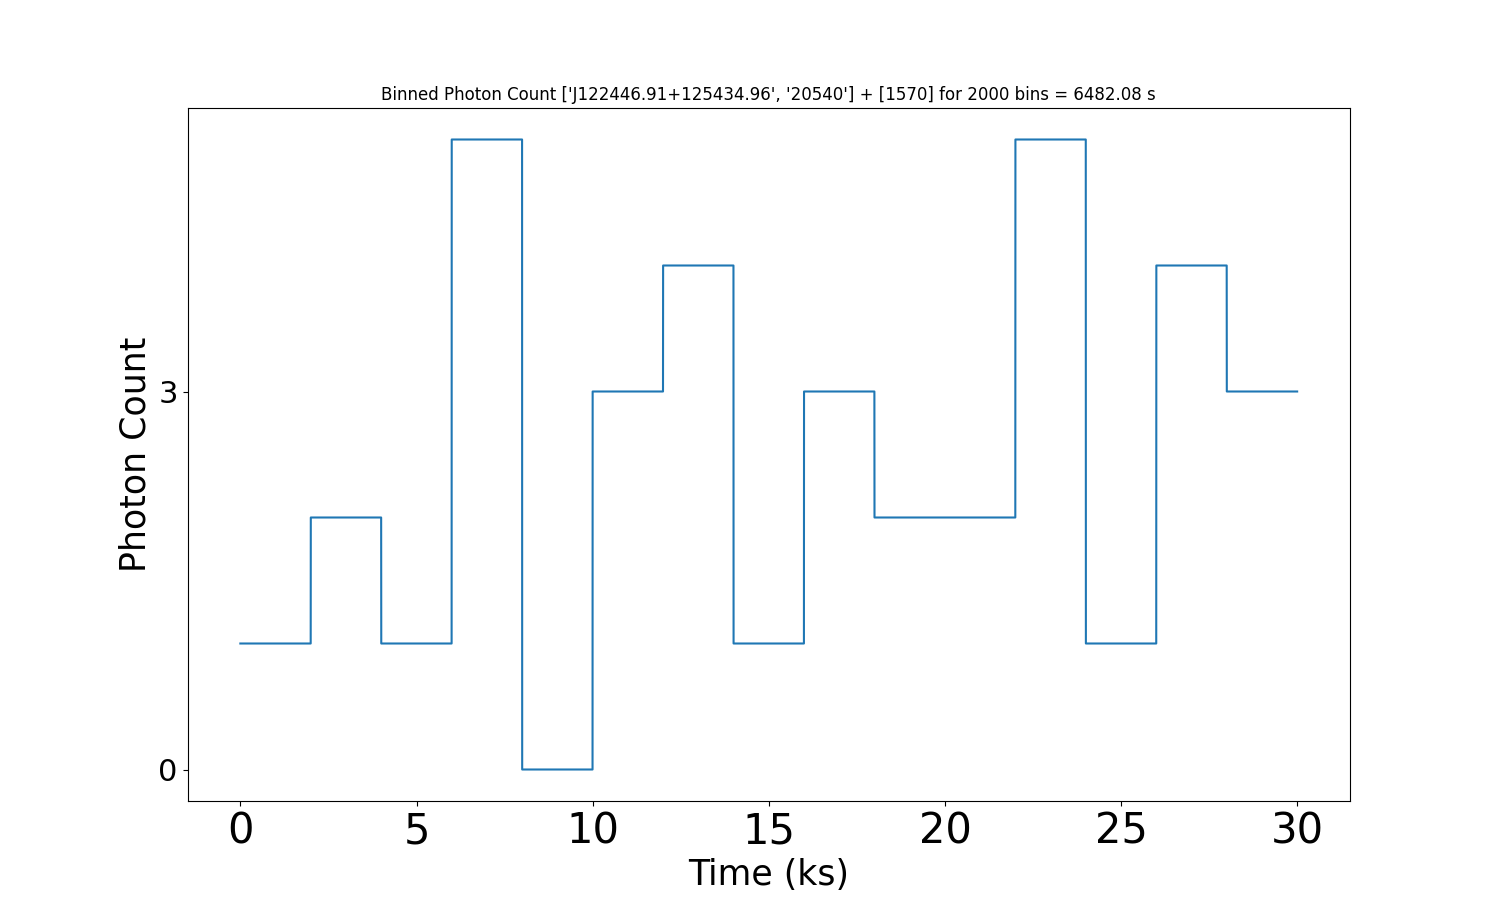 Binned Photon Count ['J122446.91+125434.96', '20540'] + [1570] for 2000 bins = 6482.08 s
Photon Count
3
0
0 5 10 15 20 25 30
Time (ks)